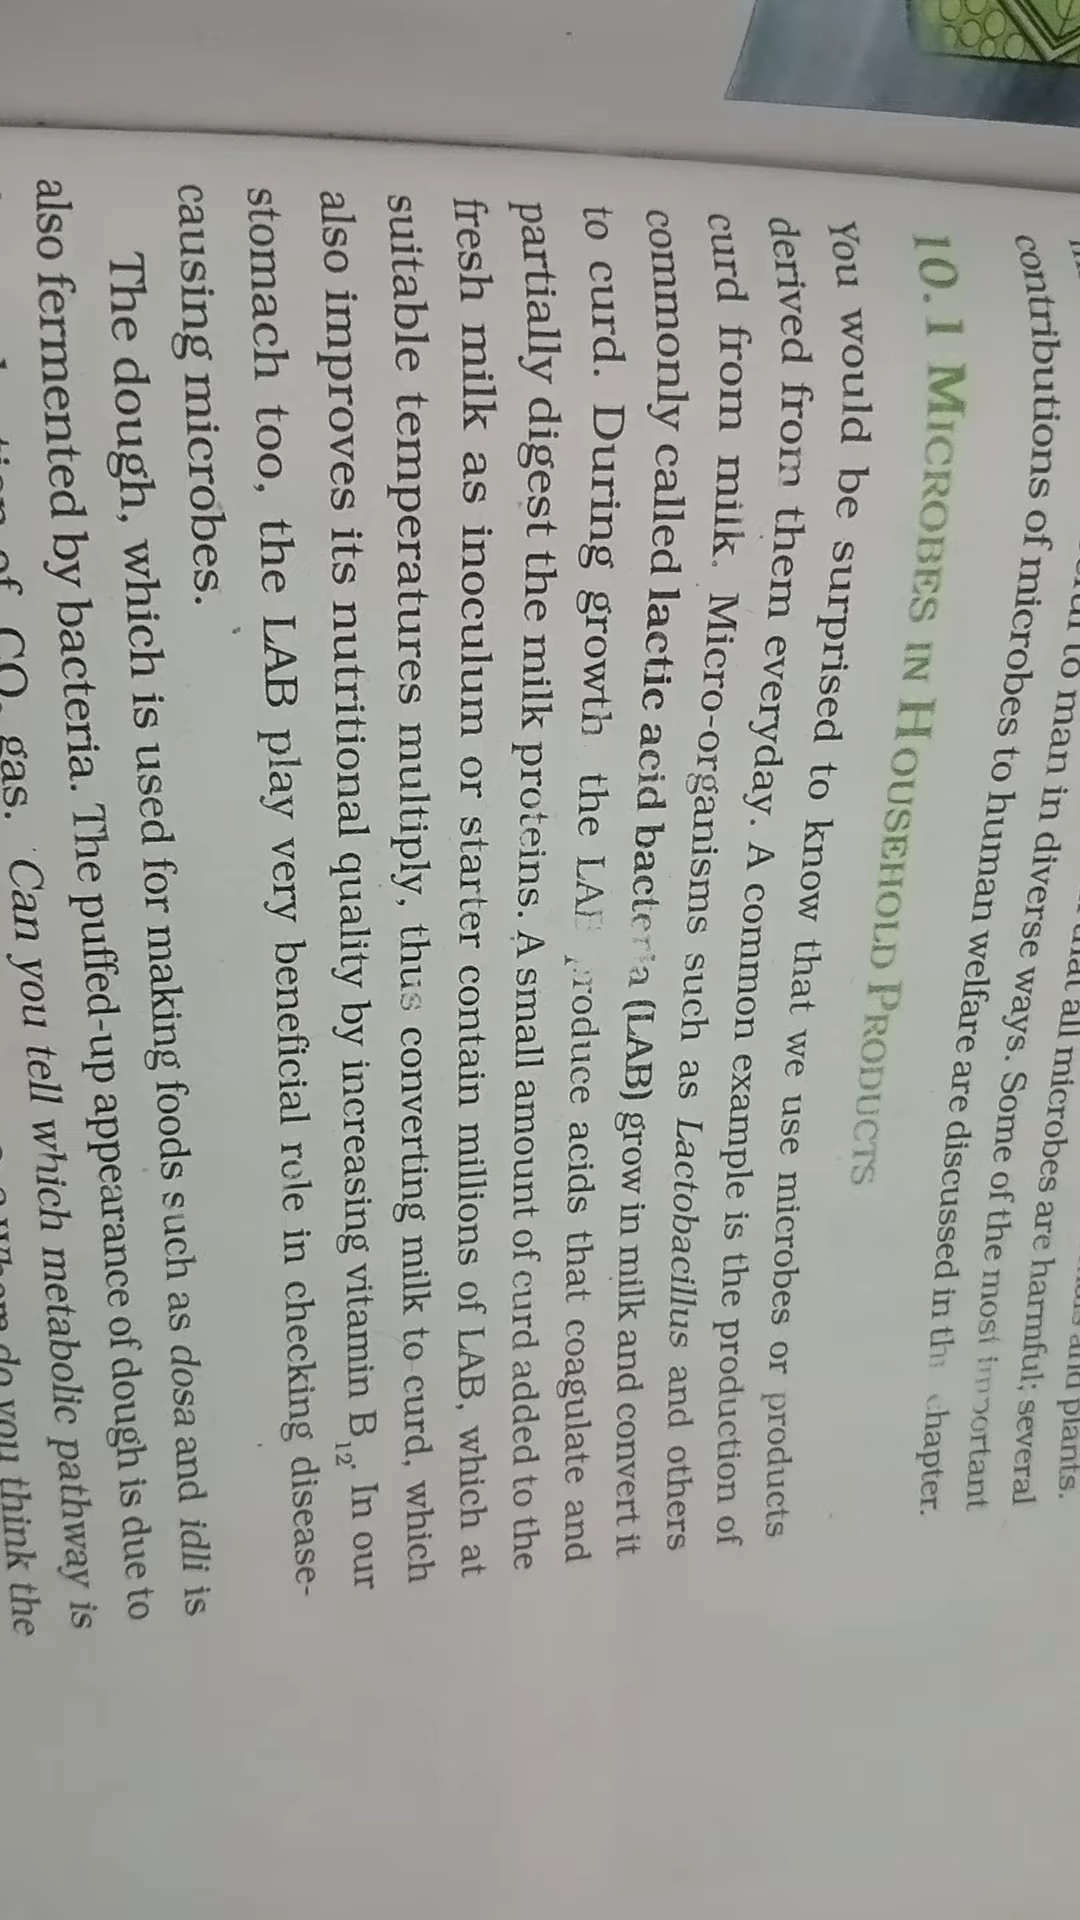 to man in diverse ways.
all microbes are harmful; several
contributions of microbes to human welfare are discussed in chapter.
Some of the most important
10.1 MICROBES IN HOUSEHOLD PRODUCTS
You would be surprised to know that we use microbes or products
derived from them everyday. A common example is the production of
curd from milk. Micro-organisms such as Lactobacillus and others
commonly called lactic acid bacteria (LAB) grow in milk and convert it
to curd. During growth the LAB produce acids that coagulate and
partially digest the milk proteins. A small amount of curd added to the
fresh milk as inoculum or starter contain millions of LAB, which at
suitable temperatures multiply, thus converting milk to curd, which
also improves its nutritional quality by increasing vitamin B12. In our
stomach too, the LAB play very beneficial role in checking disease-
causing microbes.
The dough, which is used for making foods such as dosa and idli is
also fermented by bacteria. The puffed-up appearance of dough is due to
of CO2 gas. Can you tell which metabolic pathway is
do you think the